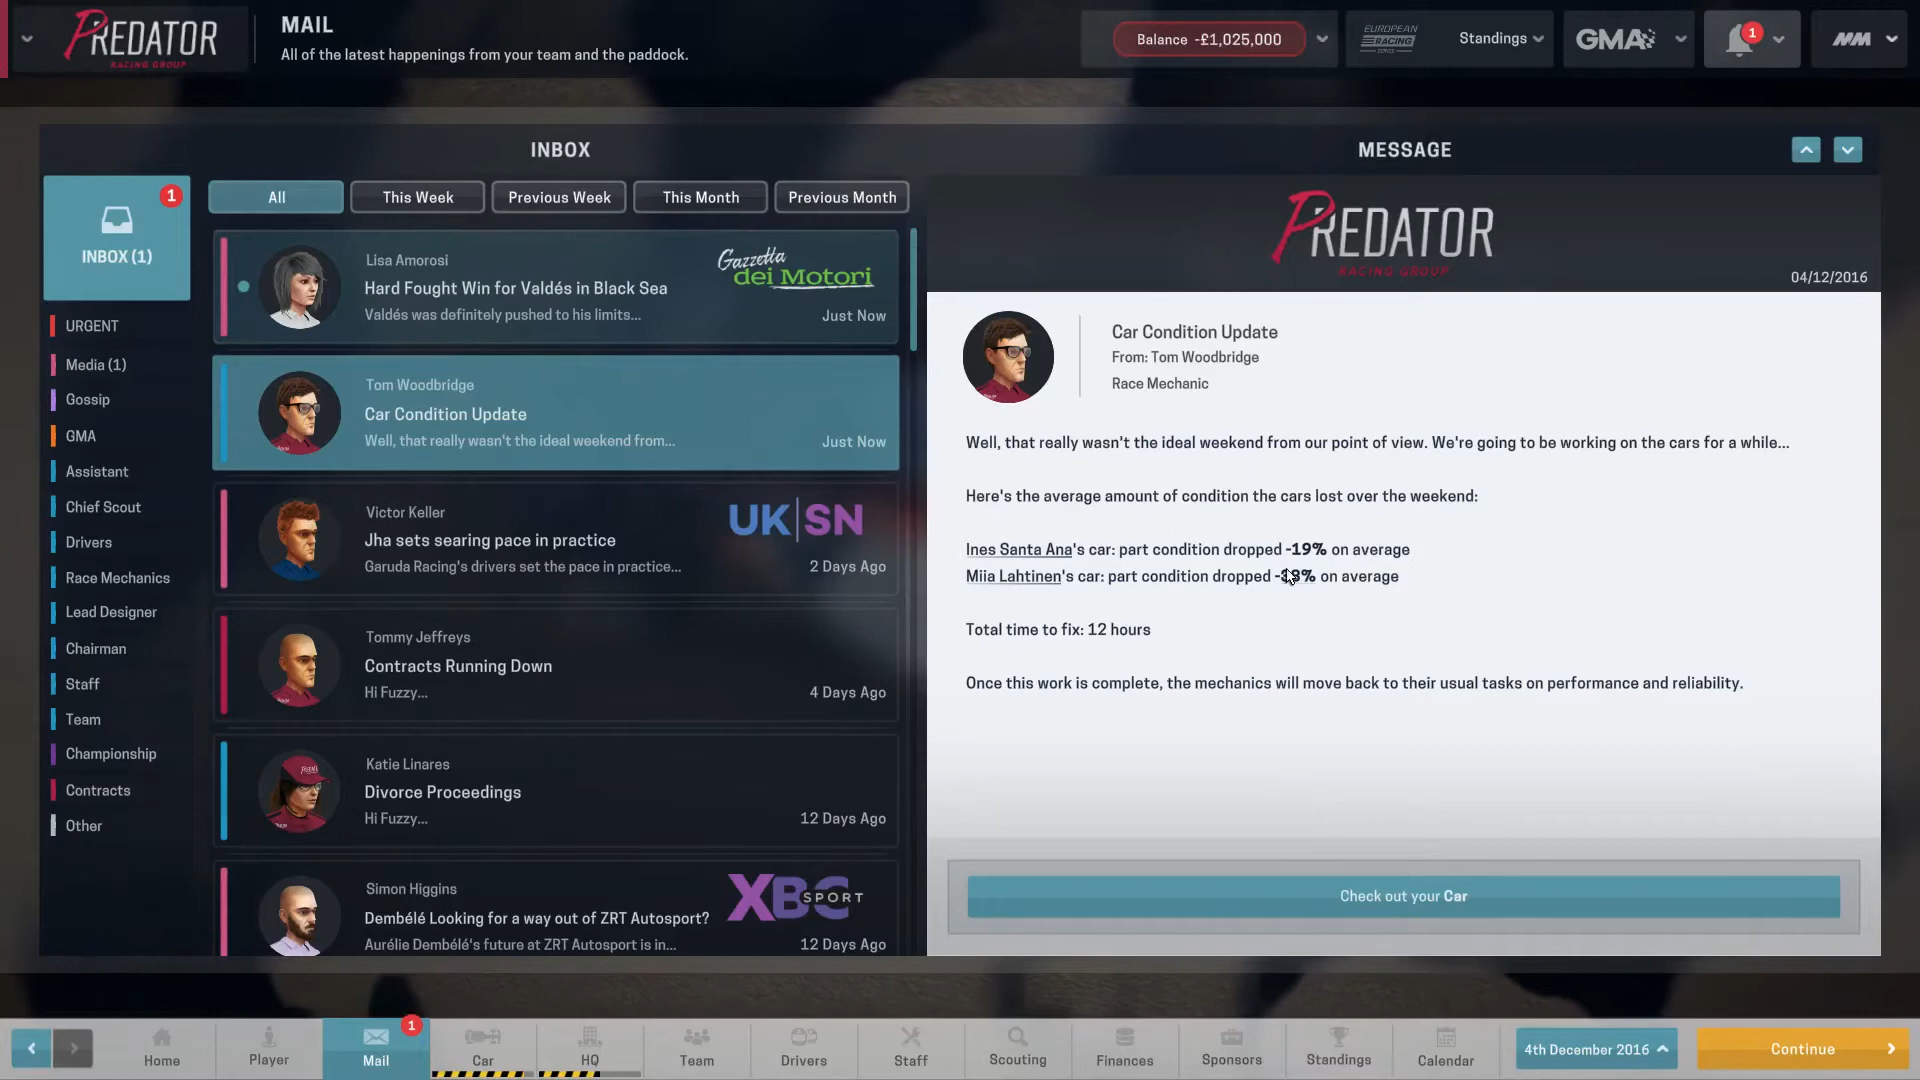 PREDATOR
RACING GROUP
MAIL
All of the latest happenings from your team and the paddock.
Balance -£1,025,000
EUROPEAN
RACING
SERIES
Standings
GMA
1
MM
INBOX
MESSAGE
1
INBOX (1)
URGENT
Media (1)
Gossip
GMA
Assistant
Chief Scout
Drivers
Race Mechanics
Lead Designer
Chairman
Staff
Team
Championship
Contracts
Other
All
This Week
Previous Week
This Month
Previous Month
Lisa Amorosi
Hard Fought Win for Valdés in Black Sea
Valdés was definitely pushed to his limits...
Just Now
Gazzetta
dei Motori
Tom Woodbridge
Car Condition Update
Well, that really wasn't the ideal weekend from...
Just Now
Victor Keller
Jha sets searing pace in practice
Garuda Racing's drivers set the pace in practice...
2 Days Ago
UK|SN
Tommy Jeffreys
Contracts Running Down
Hi Fuzzy...
4 Days Ago
Katie Linares
Divorce Proceedings
Hi Fuzzy...
12 Days Ago
Simon Higgins
Dembélé Looking for a way out of ZRT Autosport?
Aurélie Dembélé's future at ZRT Autosport is in...
12 Days Ago
XBC SPORT
PREDATOR
RACING GROUP
04/12/2016
Car Condition Update
From: Tom Woodbridge
Race Mechanic
Well, that really wasn't the ideal weekend from our point of view. We're going to be working on the cars for a while...
Here's the average amount of condition the cars lost over the weekend:
Ines Santa Ana's car: part condition dropped -19% on average
Miia Lahtinen's car: part condition dropped on average
Total time to fix: 12 hours
Once this work is complete, the mechanics will move back to their usual tasks on performance and reliability.
Check out your Car
Home
Player
Mail
1
Car
HQ
Team
Drivers
Staff
Scouting
Finances
Sponsors
Standings
Calendar
4th December 2016
Continue